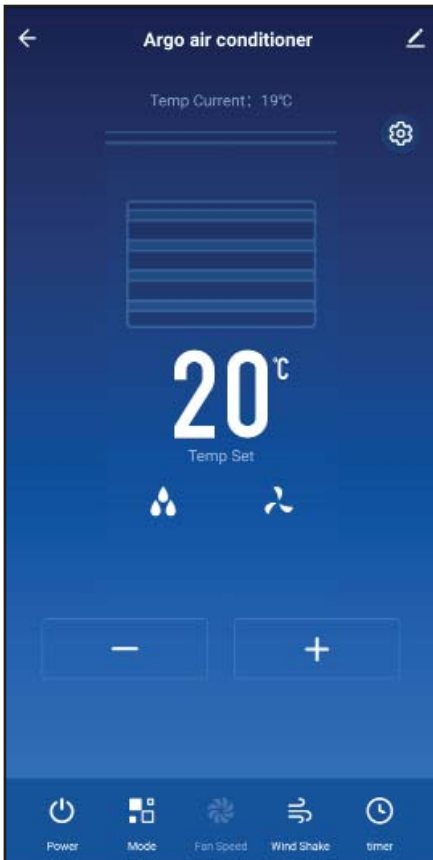 Argo air conditioner
Temp Current: 19℃
20℃
Temp Set
Power Mode Fan Speed Wind Shake timer